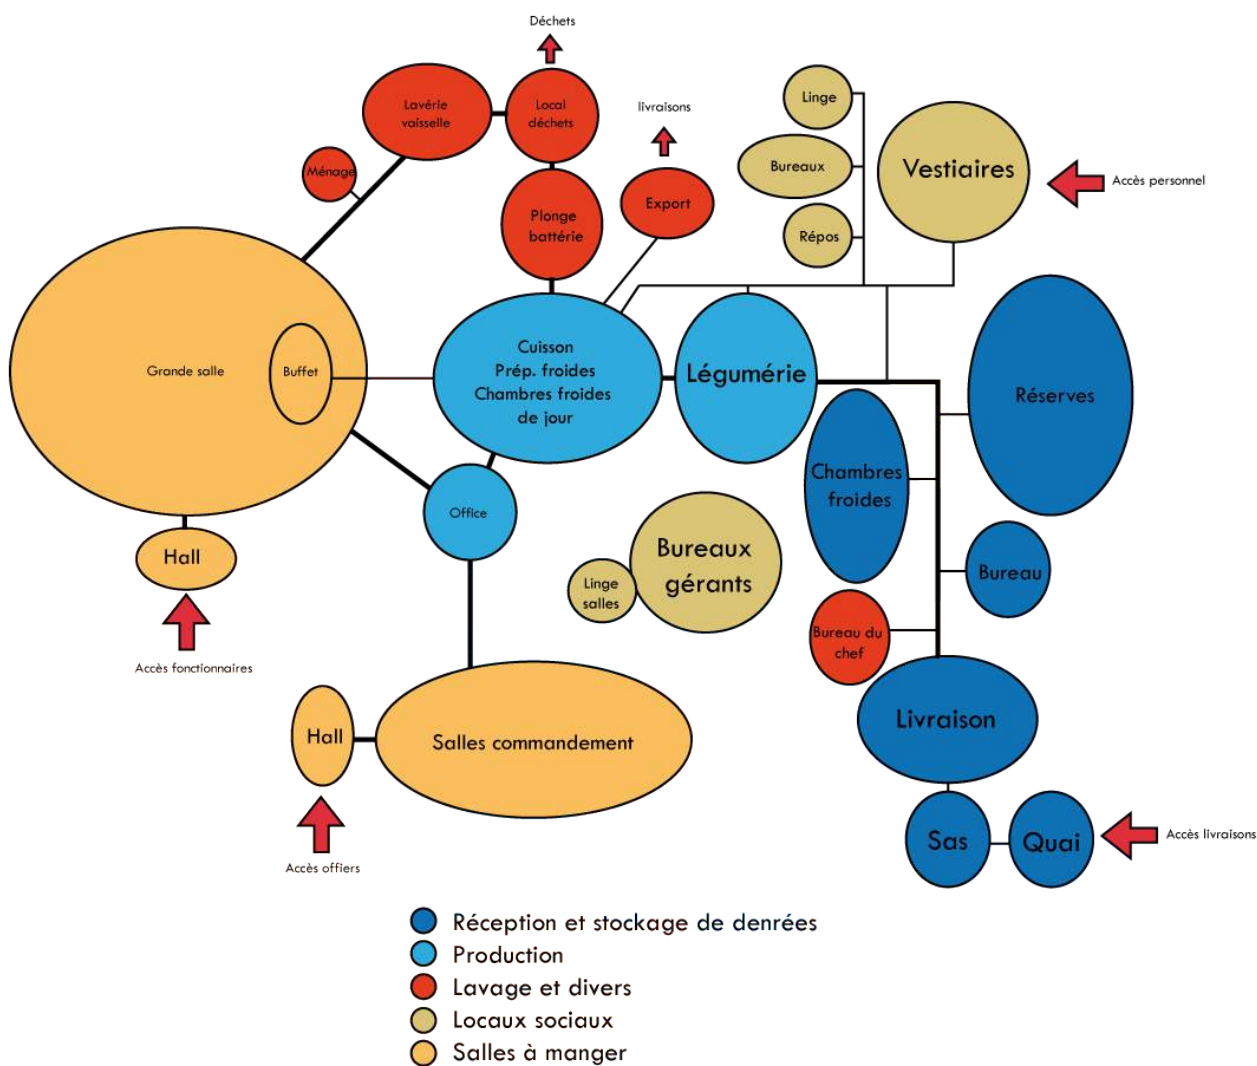 Déchets
Lavérie
vaisselle
Local
déchets
livraisons
Linge
Ménage
Bureaux
Vestiaires
Accès personnel
Plonge
battérie
Export
Répos
Grande salle
Buffet
Cuisson
Prép. froides
Chambres froides
de jour
Légumérie
Réserves
Chambres
froides
Office
Hall
Bureaux
gérants
Linge
salles
Bureau
Bureau du
chef
Accès fonctionnaires
Hall
Salles commandement
Livraison
Accès offiers
Sas
Quai
Accès livraisons
Réception et stockage de denrées
Production
Lavage et divers
Locaux sociaux
Salles à manger